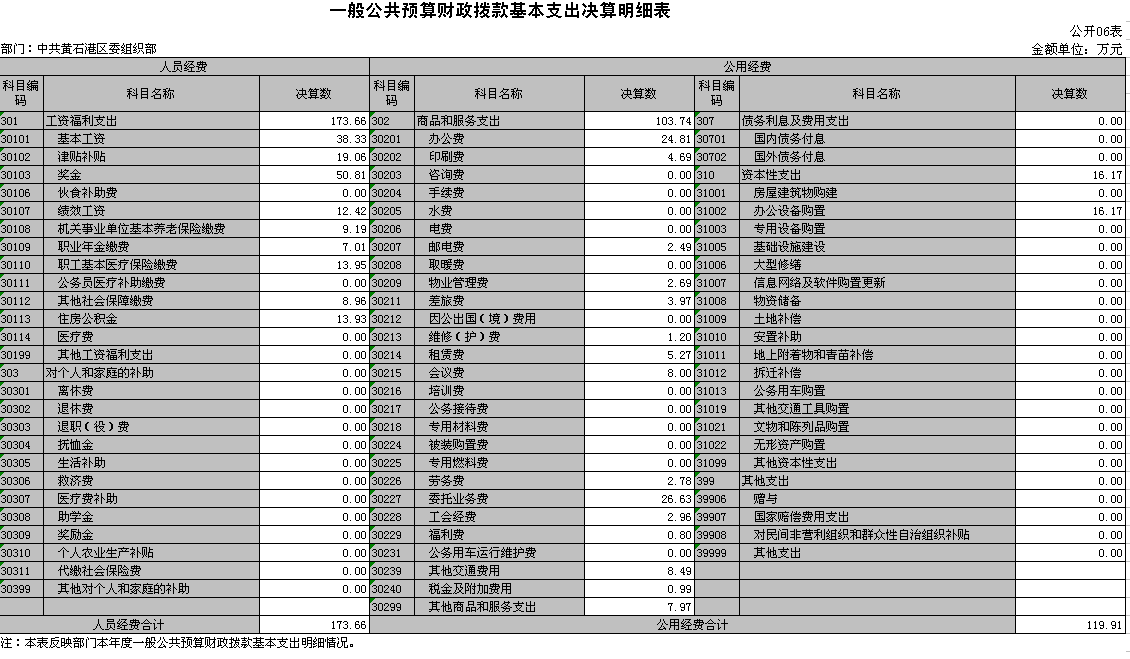 一般公共预算财政拨款基本支出决算明细表
公开06表
部门：中共黄石港区委组织部 金额单位：万元
人员经费 公用经费
科目编码 科目名称 决算数 科目编码 科目名称 决算数 科目编码 科目名称 决算数
301 工资福利支出 173.66 302 商品和服务支出 103.74 307 债务利息及费用支出 0.00
30101 基本工资 38.33 30201 办公费 24.81 30701 国内债务付息 0.00
30102 津贴补贴 19.06 30202 印刷费 4.69 30702 国外债务付息 0.00
30103 奖金 50.81 30203 咨询费 0.00 310 资本性支出 16.17
30106 伙食补助费 0.00 30204 手续费 0.00 31001 房屋建筑物购建 0.00
30107 绩效工资 12.42 30205 水费 0.00 31002 办公设备购置 16.17
30108 机关事业单位基本养老保险缴费 9.19 30206 电费 0.00 31003 专用设备购置 0.00
30109 职业年金缴费 7.01 30207 邮电费 2.49 31005 基础设施建设 0.00
30110 职工基本医疗保险缴费 13.95 30208 取暖费 0.00 31006 大型修缮 0.00
30111 公务员医疗补助缴费 0.00 30209 物业管理费 2.69 31007 信息网络及软件购置更新 0.00
30112 其他社会保障缴费 8.96 30211 差旅费 3.97 31008 物资储备 0.00
30113 住房公积金 13.93 30212 因公出国（境）费用 0.00 31009 土地补偿 0.00
30114 医疗费 0.00 30213 维修（护）费 1.20 31010 安置补助 0.00
30199 其他工资福利支出 0.00 30214 租赁费 5.27 31011 地上附着物和青苗补偿 0.00
303 对个人和家庭的补助 0.00 30215 会议费 8.00 31012 拆迁补偿 0.00
30301 离休费 0.00 30216 培训费 0.00 31013 公务用车购置 0.00
30302 退休费 0.00 30217 公务接待费 0.00 31019 其他交通工具购置 0.00
30303 退职（役）费 0.00 30218 专用材料费 0.00 31021 文物和陈列品购置 0.00
30304 抚恤金 0.00 30224 被装购置费 0.00 31022 无形资产购置 0.00
30305 生活补助 0.00 30225 专用燃料费 0.00 31099 其他资本性支出 0.00
30306 救济费 0.00 30226 劳务费 2.78 399 其他支出 0.00
30307 医疗费补助 0.00 30227 委托业务费 26.63 39906 赠与 0.00
30308 助学金 0.00 30228 工会经费 2.96 39907 国家赔偿费用支出 0.00
30309 奖励金 0.00 30229 福利费 0.80 39908 对民间非营利组织和群众性自治组织补贴 0.00
30310 个人农业生产补贴 0.00 30231 公务用车运行维护费 0.00 39999 其他支出 0.00
30311 代缴社会保险费 0.00 30239 其他交通费用 8.49
30399 其他对个人和家庭的补助 0.00 30240 税金及附加费用 0.99
30299 其他商品和服务支出 7.97
人员经费合计 173.66 公用经费合计 119.91
注：本表反映部门本年度一般公共预算财政拨款基本支出明细情况。